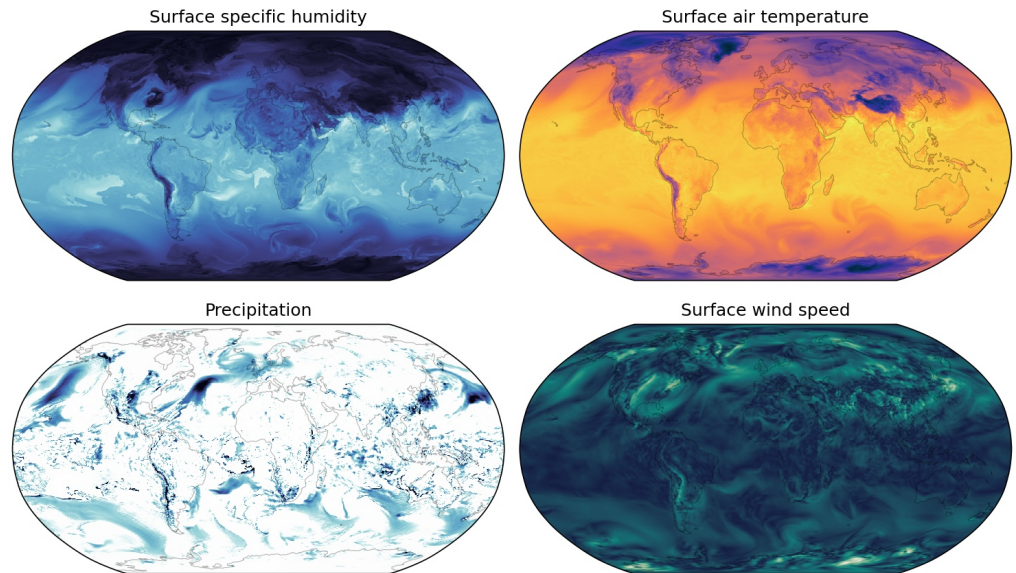 Surface specific humidity
Surface air temperature
Precipitation
Surface wind speed